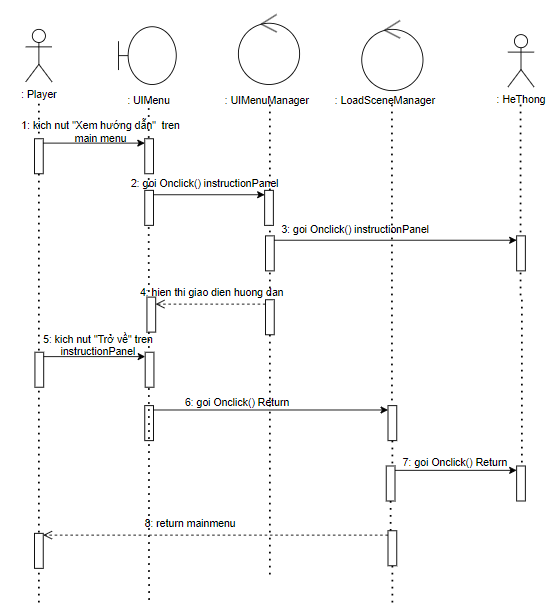 : Player
: UIMenu
: UIMenuManager
: LoadSceneManager
: HeThong
1: kich nut "Xem hướng dẫn" tren
main menu
2: goi Onclick() instructionPanel
3: goi Onclick() instructionPanel
4: hien thi giao dien huong dan
5: kich nut "Trở về" tren
instructionPanel
6: goi Onclick() Return
7: goi Onclick() Return
8: return mainmenu